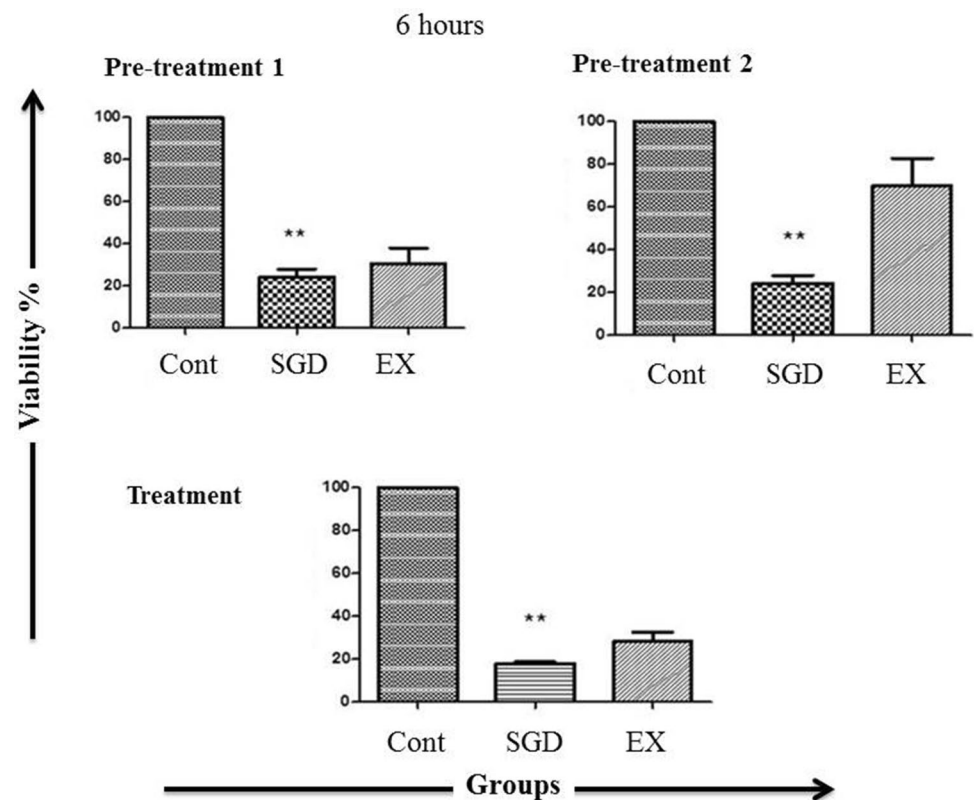 6 hours
Pre-treatment 1
100
80
60
40
20
0
**
Cont SGD EX
Pre-treatment 2
100
80
60
40
20
0
**
Cont SGD EX
Viability %
Treatment
100
80
60
40
20
0
**
Cont SGD EX
Groups